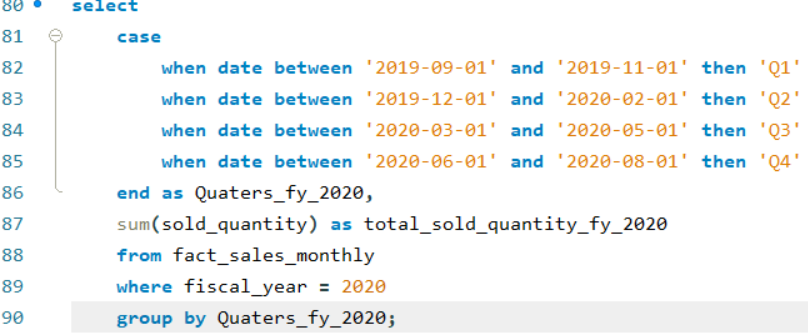 80 select
81 case
82 when date between '2019-09-01' and '2019-11-01' then 'Q1'
83 when date between '2019-12-01' and '2020-02-01' then 'Q2'
84 when date between '2020-03-01' and '2020-05-01' then 'Q3'
85 when date between '2020-06-01' and '2020-08-01' then 'Q4'
86 end as Quaters_fy_2020,
87 sum(sold_quantity) as total_sold_quantity_fy_2020
88 from fact_sales_monthly
89 where fiscal_year = 2020
90 group by Quaters_fy_2020;